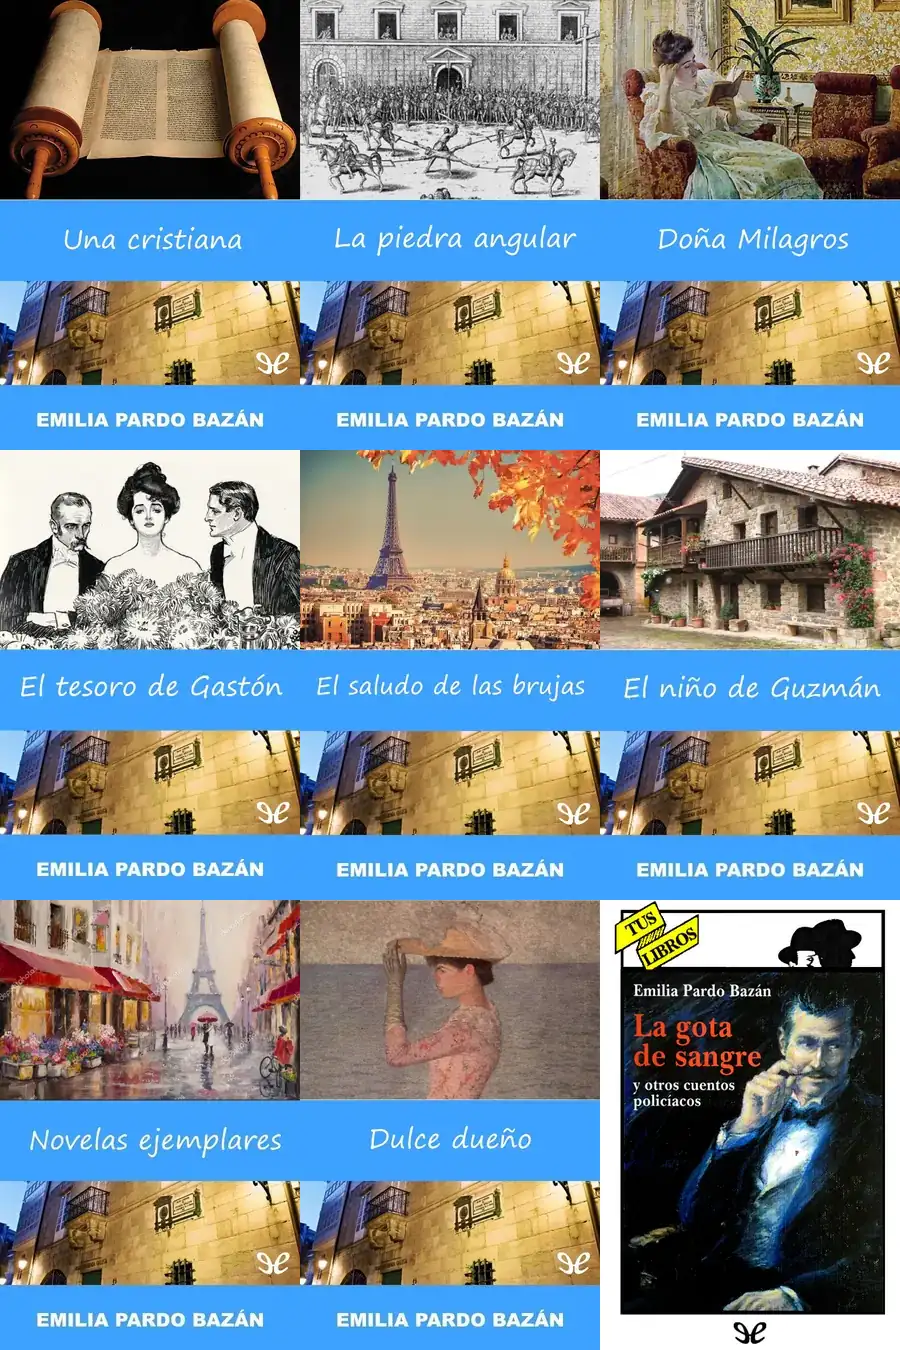 Una cristiana
EMILIA PARDO BAZÁN
La piedra angular
EMILIA PARDO BAZÁN
Doña Milagros
EMILIA PARDO BAZÁN
El tesoro de Gastón
EMILIA PARDO BAZÁN
El saludo de las brujas
EMILIA PARDO BAZÁN
El niño de Guzmán
EMILIA PARDO BAZÁN
Novelas ejemplares
EMILIA PARDO BAZÁN
Dulce dueño
EMILIA PARDO BAZÁN
TUS
LIBROS
Emilia Pardo Bazán
La gota
de sangre
y otros cuentos
policíacos